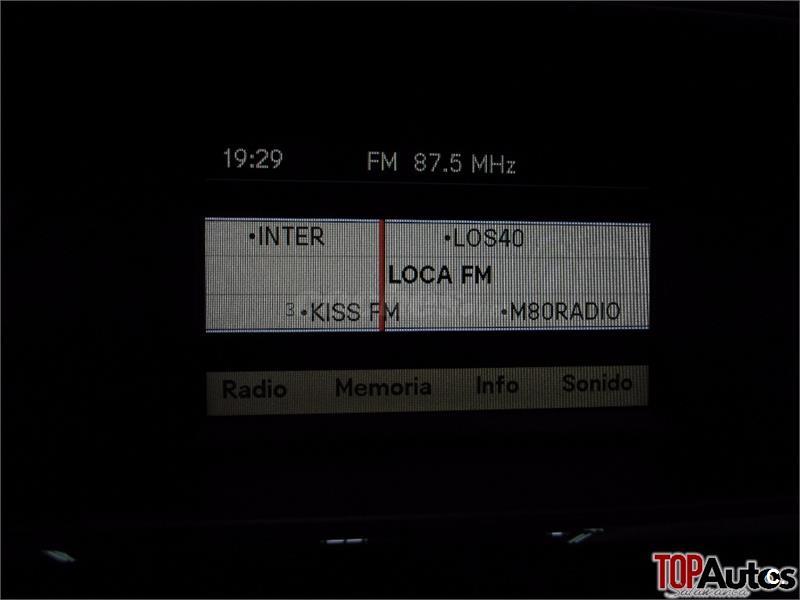 19:29 FM 87.5 MHz
•INTER •LOS40
LOCA FM
3 •KISS FM •M80RADIO
Radio Memoria Info Sonido
TOPAutos
Salamanca